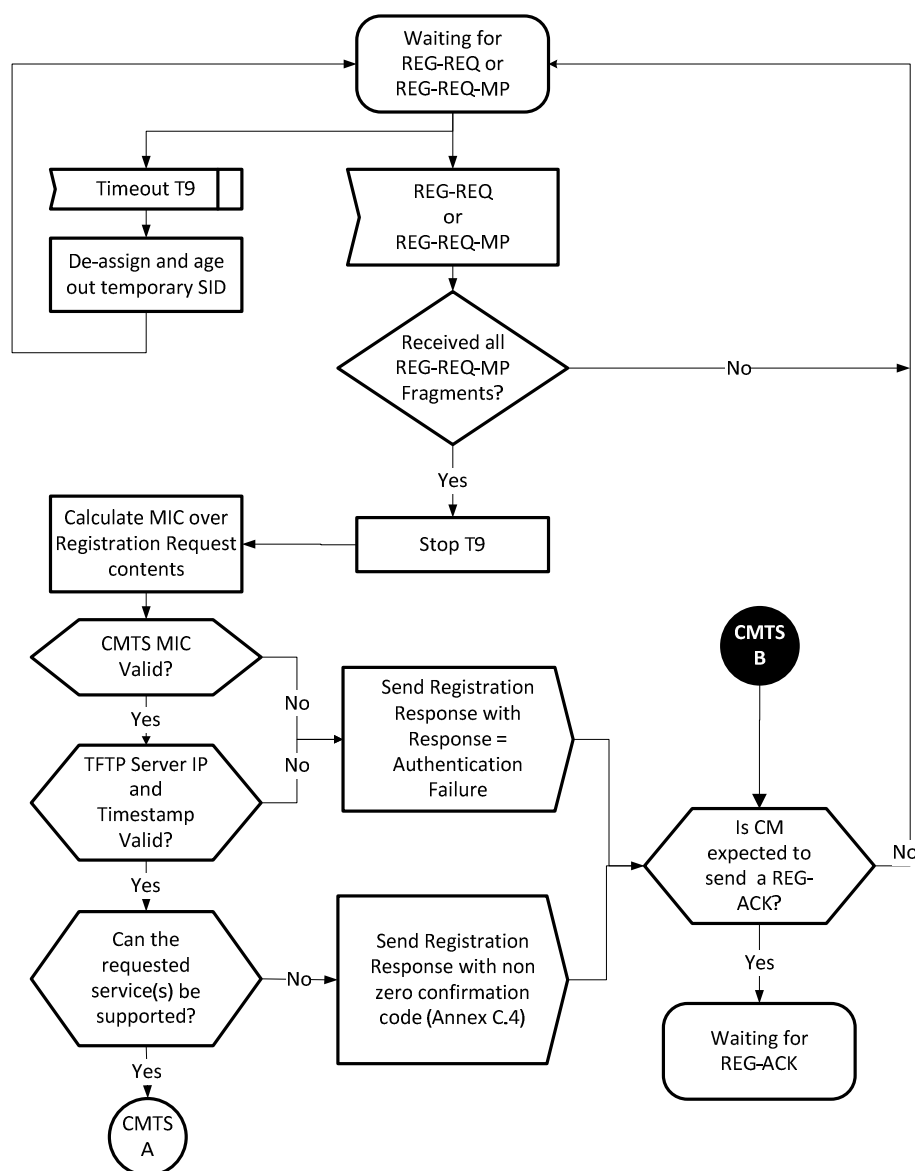 Waiting for
REG-REQ or
REG-REQ-MP
Timeout T9
REG-REQ
or
REG-REQ-MP
De-assign and age
out temporary SID
Received all
REG-REQ-MP
Fragments?
No
Yes
Stop T9
Calculate MIC over
Registration Request
contents
CMTS MIC
Valid?
No
Yes
Send Registration
Response with
Response =
Authentication
Failure
CMTS
B
TFTP Server IP
and
Timestamp
Valid?
No
Yes
Is CM
expected to
send a REG-
ACK?
No
Yes
Can the
requested
service(s) be
supported?
No
Yes
Send Registration
Response with non
zero confirmation
code (Annex C.4)
Waiting for
REG-ACK
CMTS
A